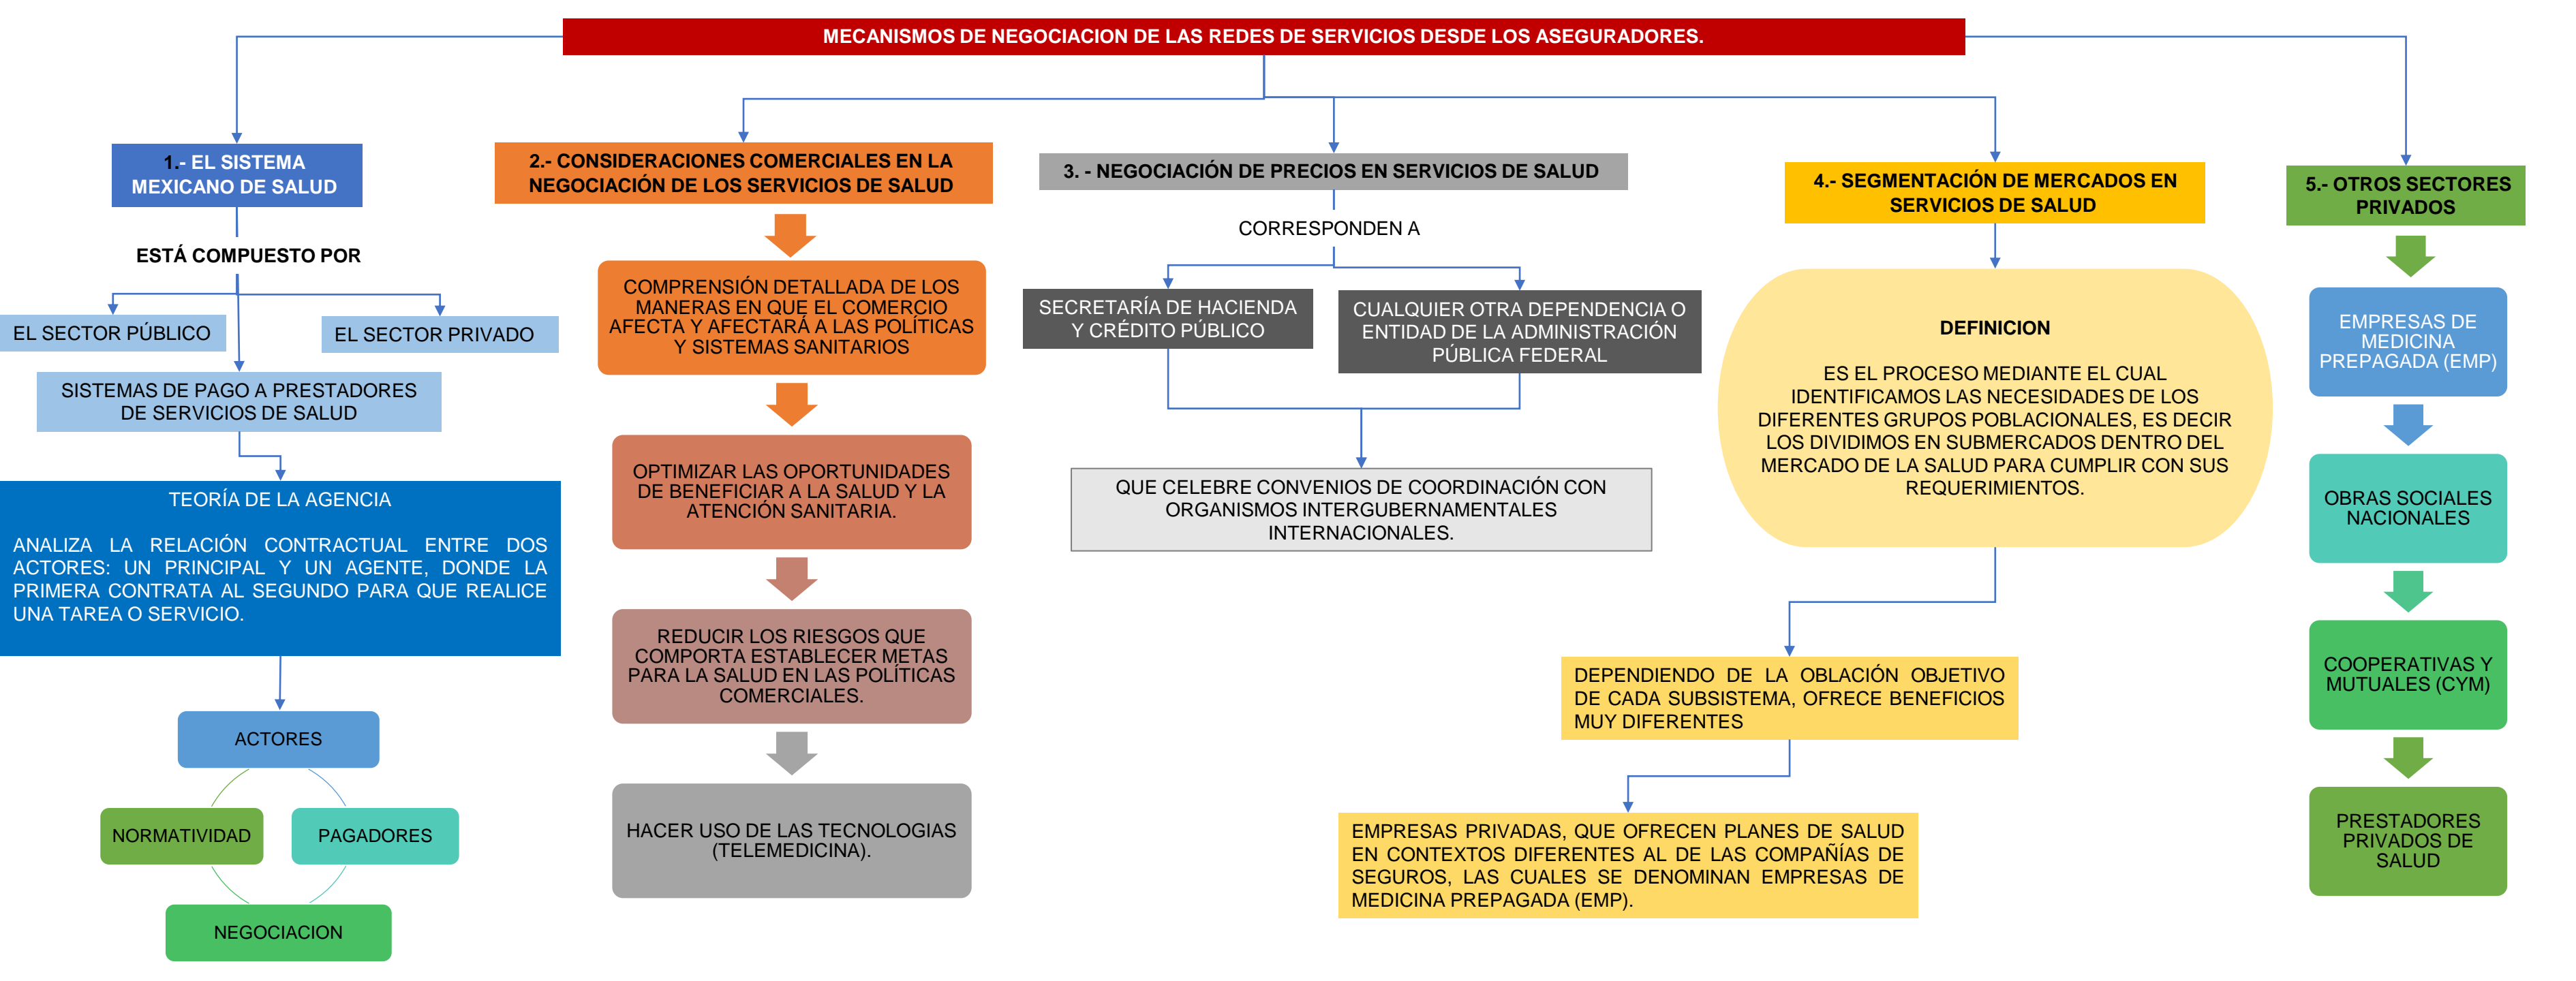 MECANISMOS DE NEGOCIACION DE LAS REDES DE SERVICIOS DESDE LOS ASEGURADORES.
1.- EL SISTEMA
MEXICANO DE SALUD
ESTÁ COMPUESTO POR
EL SECTOR PÚBLICO
EL SECTOR PRIVADO
SISTEMAS DE PAGO A PRESTADORES
DE SERVICIOS DE SALUD
TEORÍA DE LA AGENCIA
ANALIZA LA RELACIÓN CONTRACTUAL ENTRE DOS
ACTORES: UN PRINCIPAL Y UN AGENTE, DONDE LA
PRIMERA CONTRATA AL SEGUNDO PARA QUE REALICE
UNA TAREA O SERVICIO.
ACTORES
NORMATIVIDAD
PAGADORES
NEGOCIACION
2.- CONSIDERACIONES COMERCIALES EN LA
NEGOCIACIÓN DE LOS SERVICIOS DE SALUD
COMPRENSIÓN DETALLADA DE LOS
MANERAS EN QUE EL COMERCIO
AFECTA Y AFECTARÁ A LAS POLÍTICAS
Y SISTEMAS SANITARIOS
OPTIMIZAR LAS OPORTUNIDADES
DE BENEFICIAR A LA SALUD Y LA
ATENCIÓN SANITARIA.
REDUCIR LOS RIESGOS QUE
COMPORTA ESTABLECER METAS
PARA LA SALUD EN LAS POLÍTICAS
COMERCIALES.
HACER USO DE LAS TECNOLOGIAS
(TELEMEDICINA).
3. - NEGOCIACIÓN DE PRECIOS EN SERVICIOS DE SALUD
CORRESPONDEN A
SECRETARÍA DE HACIENDA
Y CRÉDITO PÚBLICO
CUALQUIER OTRA DEPENDENCIA O
ENTIDAD DE LA ADMINISTRACIÓN
PÚBLICA FEDERAL
QUE CELEBRE CONVENIOS DE COORDINACIÓN CON
ORGANISMOS INTERGUBERNAMENTALES
INTERNACIONALES.
4.- SEGMENTACIÓN DE MERCADOS EN
SERVICIOS DE SALUD
DEFINICION
ES EL PROCESO MEDIANTE EL CUAL
IDENTIFICAMOS LAS NECESIDADES DE LOS
DIFERENTES GRUPOS POBLACIONALES, ES DECIR
LOS DIVIDIMOS EN SUBMERCADOS DENTRO DEL
MERCADO DE LA SALUD PARA CUMPLIR CON SUS
REQUERIMIENTOS.
DEPENDIENDO DE LA OBLACIÓN OBJETIVO
DE CADA SUBSISTEMA, OFRECE BENEFICIOS
MUY DIFERENTES
EMPRESAS PRIVADAS, QUE OFRECEN PLANES DE SALUD
EN CONTEXTOS DIFERENTES AL DE LAS COMPAÑÍAS DE
SEGUROS, LAS CUALES SE DENOMINAN EMPRESAS DE
MEDICINA PREPAGADA (EMP).
5.- OTROS SECTORES
PRIVADOS
EMPRESAS DE
MEDICINA
PREPAGADA (EMP)
OBRAS SOCIALES
NACIONALES
COOPERATIVAS Y
MUTUALES (CYM)
PRESTADORES
PRIVADOS DE
SALUD